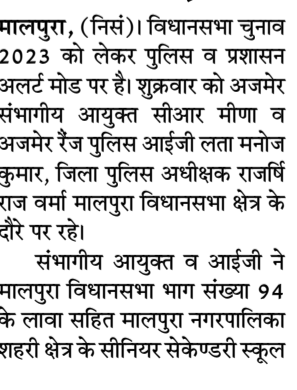 मालपुरा, (निसं)। विधानसभा चुनाव
2023 को लेकर पुलिस व प्रशासन
अलर्ट मोड पर है। शुक्रवार को अजमेर
संभागीय आयुक्त सीआर मीणा व
अजमेर रैंज पुलिस आईजी लता मनोज
कुमार, जिला पुलिस अधीक्षक राजर्षि
राज वर्मा मालपुरा विधानसभा क्षेत्र के
दौरे पर रहे।
संभागीय आयुक्त व आईजी ने
मालपुरा विधानसभा भाग संख्या 94
के लावा सहित मालपुरा नगरपालिका
शहरी क्षेत्र के सीनियर सेकेण्डरी स्कूल